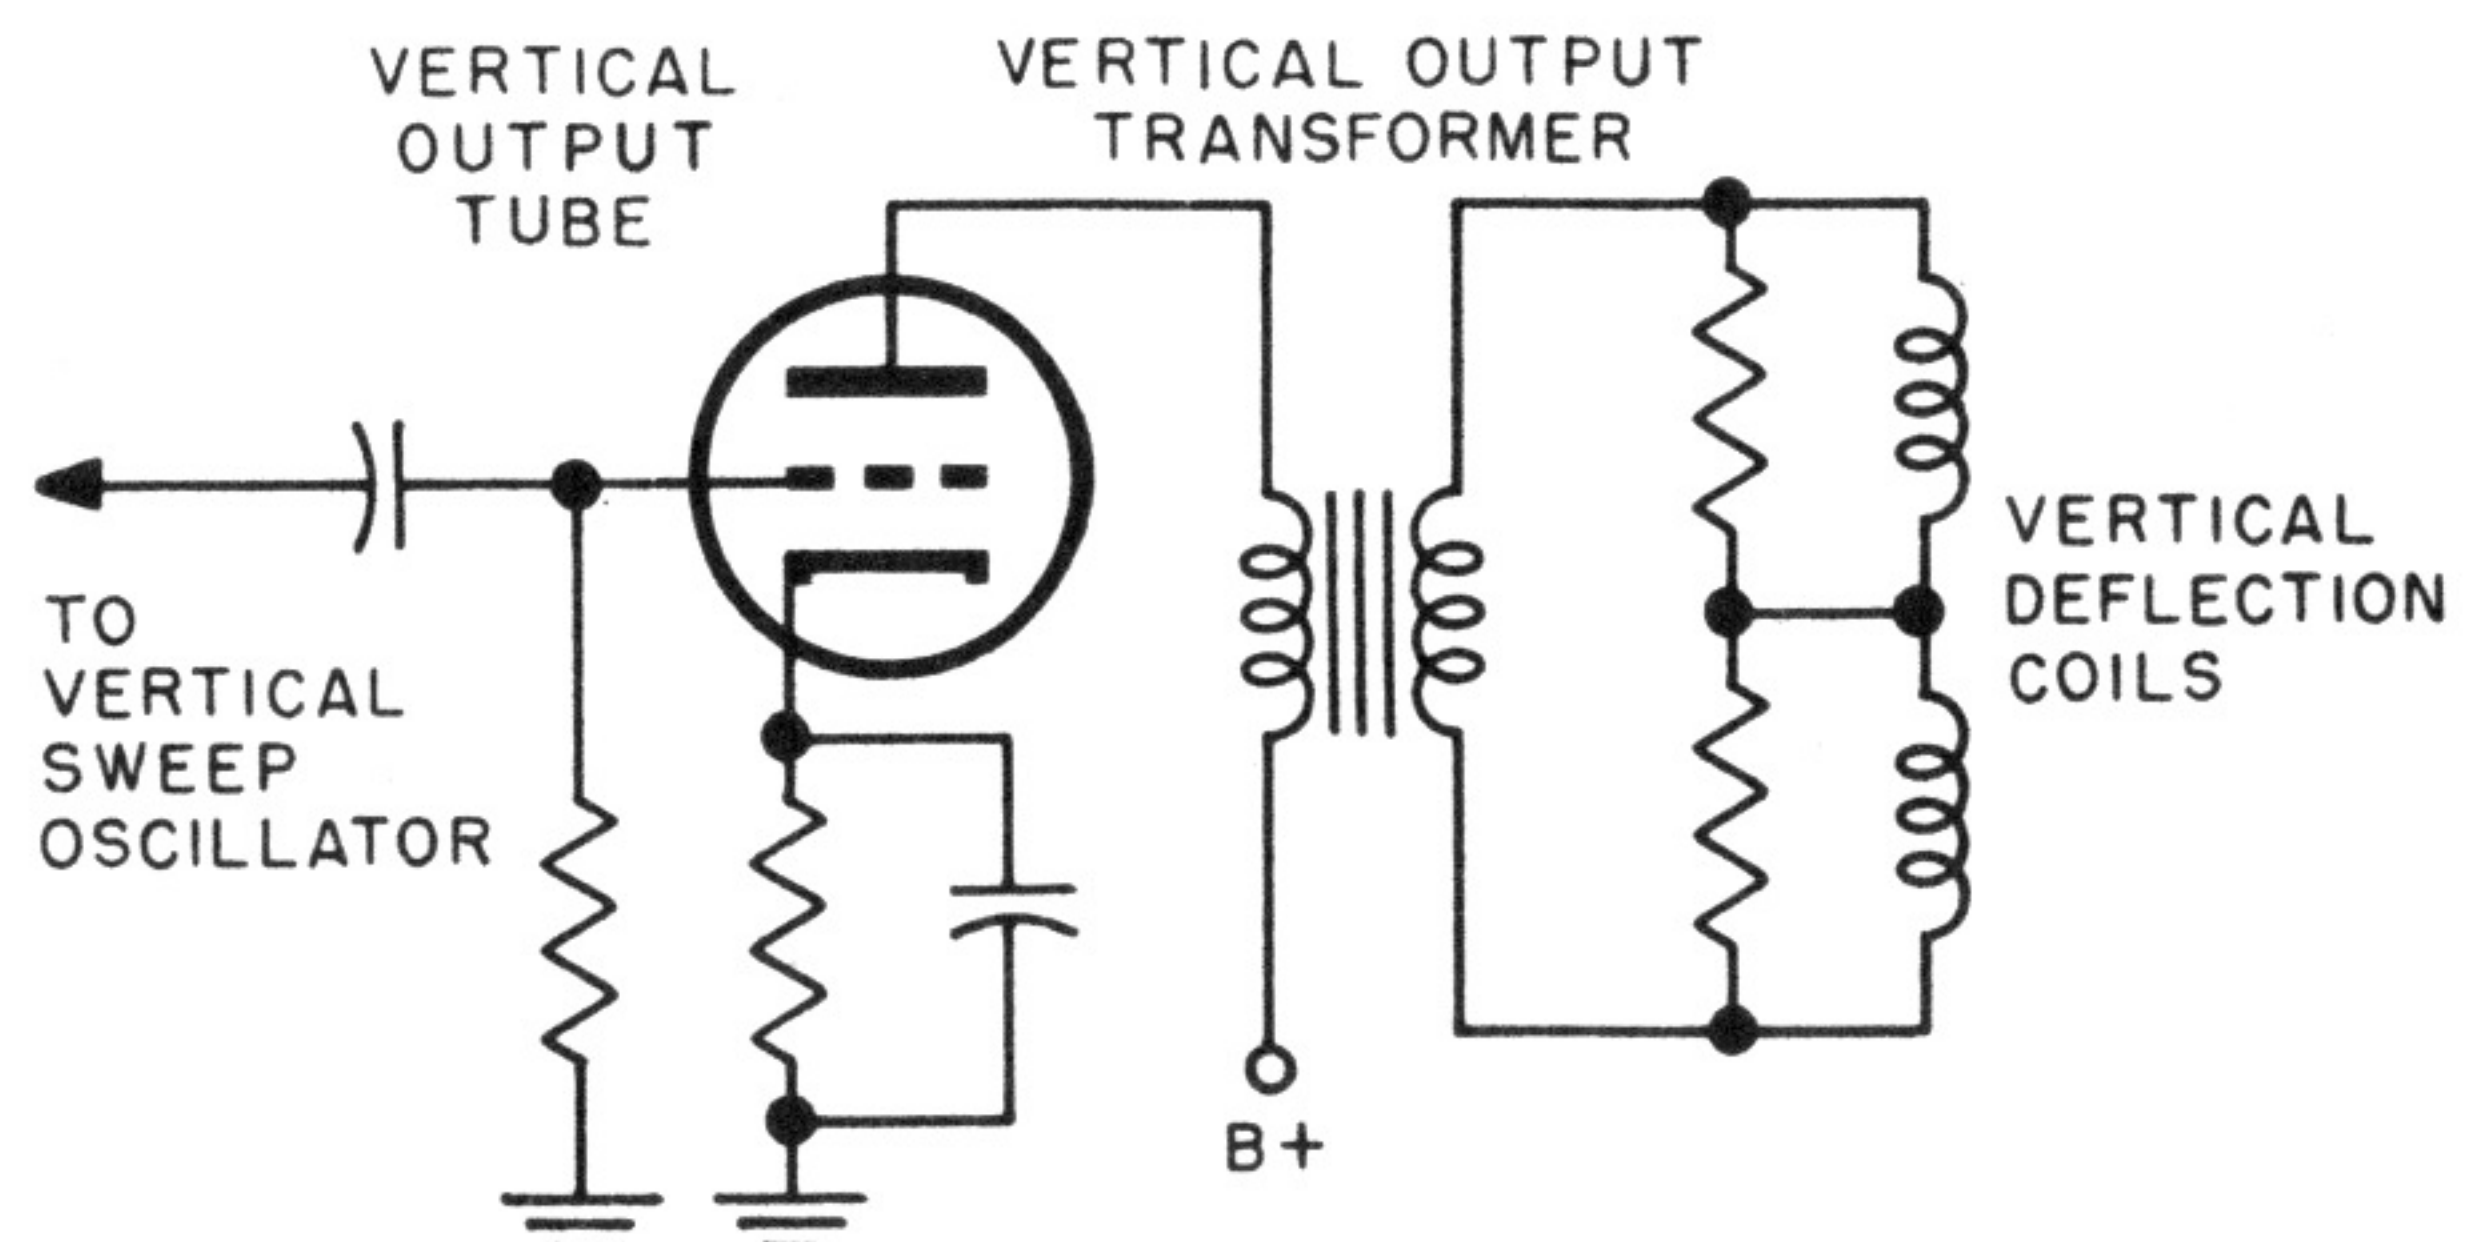 VERTICAL
OUTPUT
TUBE
VERTICAL OUTPUT
TRANSFORMER
TO
VERTICAL
SWEEP
OSCILLATOR
VERTICAL
DEFLECTION
COILS
B+